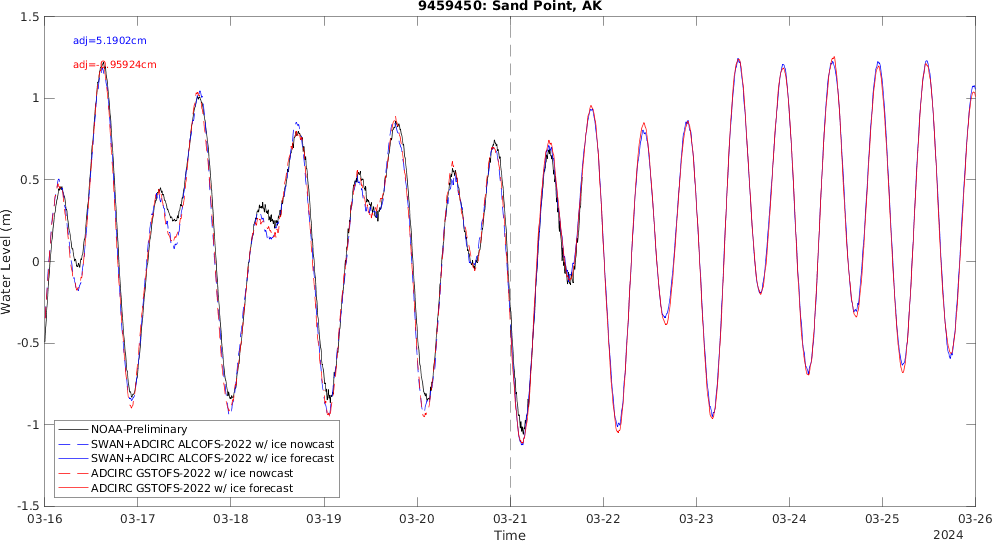 9459450: Sand Point, AK
1.5
adj=5.1902cm
1
0.5
0
-0.5
-1
-1.5
Water Level (m)
NOAA-Preliminary
SWAN+ADCIRC ALCOFS-2022 w/ ice nowcast
SWAN+ADCIRC ALCOFS-2022 w/ ice forecast
ADCIRC GSTOFS-2022 w/ ice nowcast
ADCIRC GSTOFS-2022 w/ ice forecast
03-16 03-17 03-18 03-19 03-20 03-21 03-22 03-23 03-24 03-25 03-26
Time
2024